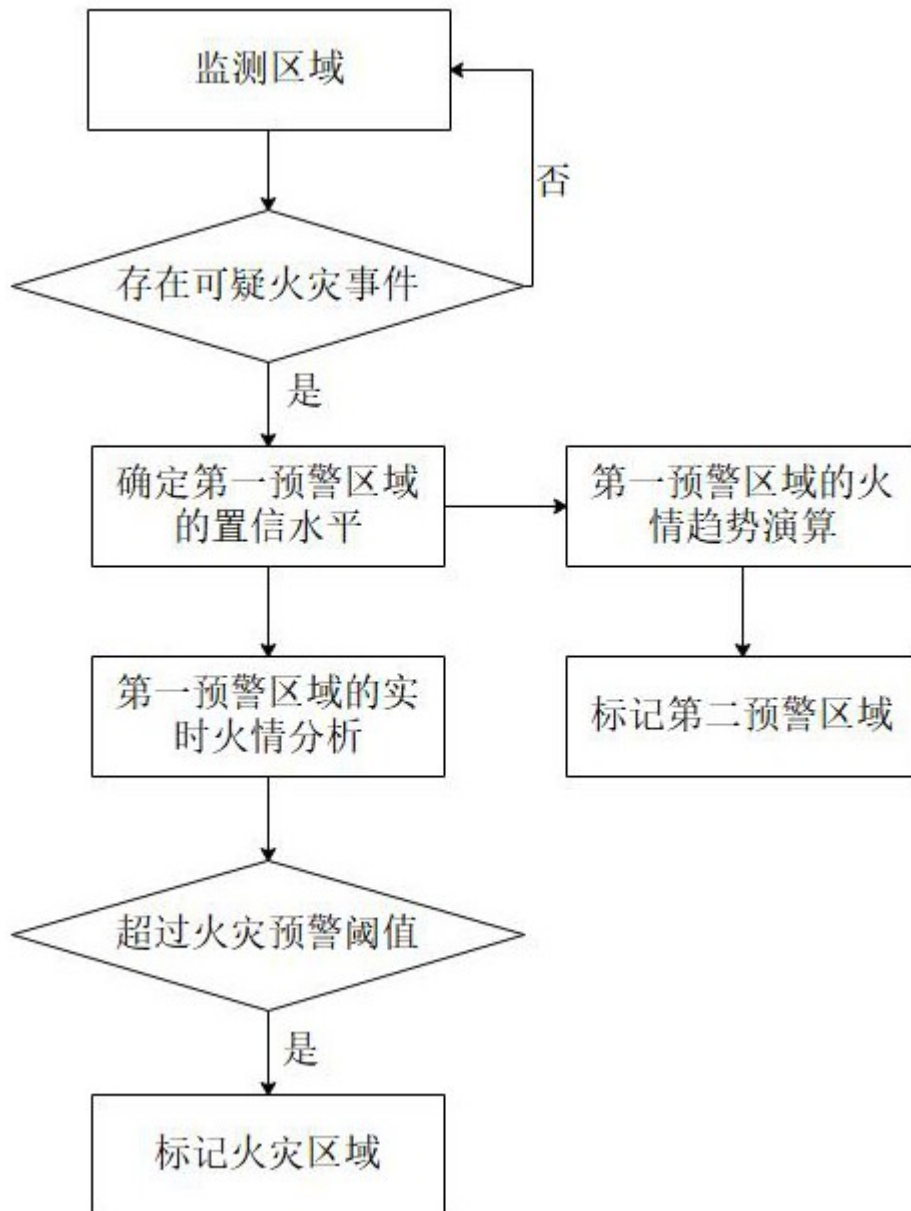 监测区域
否
存在可疑火灾事件
是
确定第一预警区域
的置信水平
第一预警区域的火
情趋势演算
第一预警区域的实
时火情分析
标记第二预警区域
超过火灾预警阈值
是
标记火灾区域